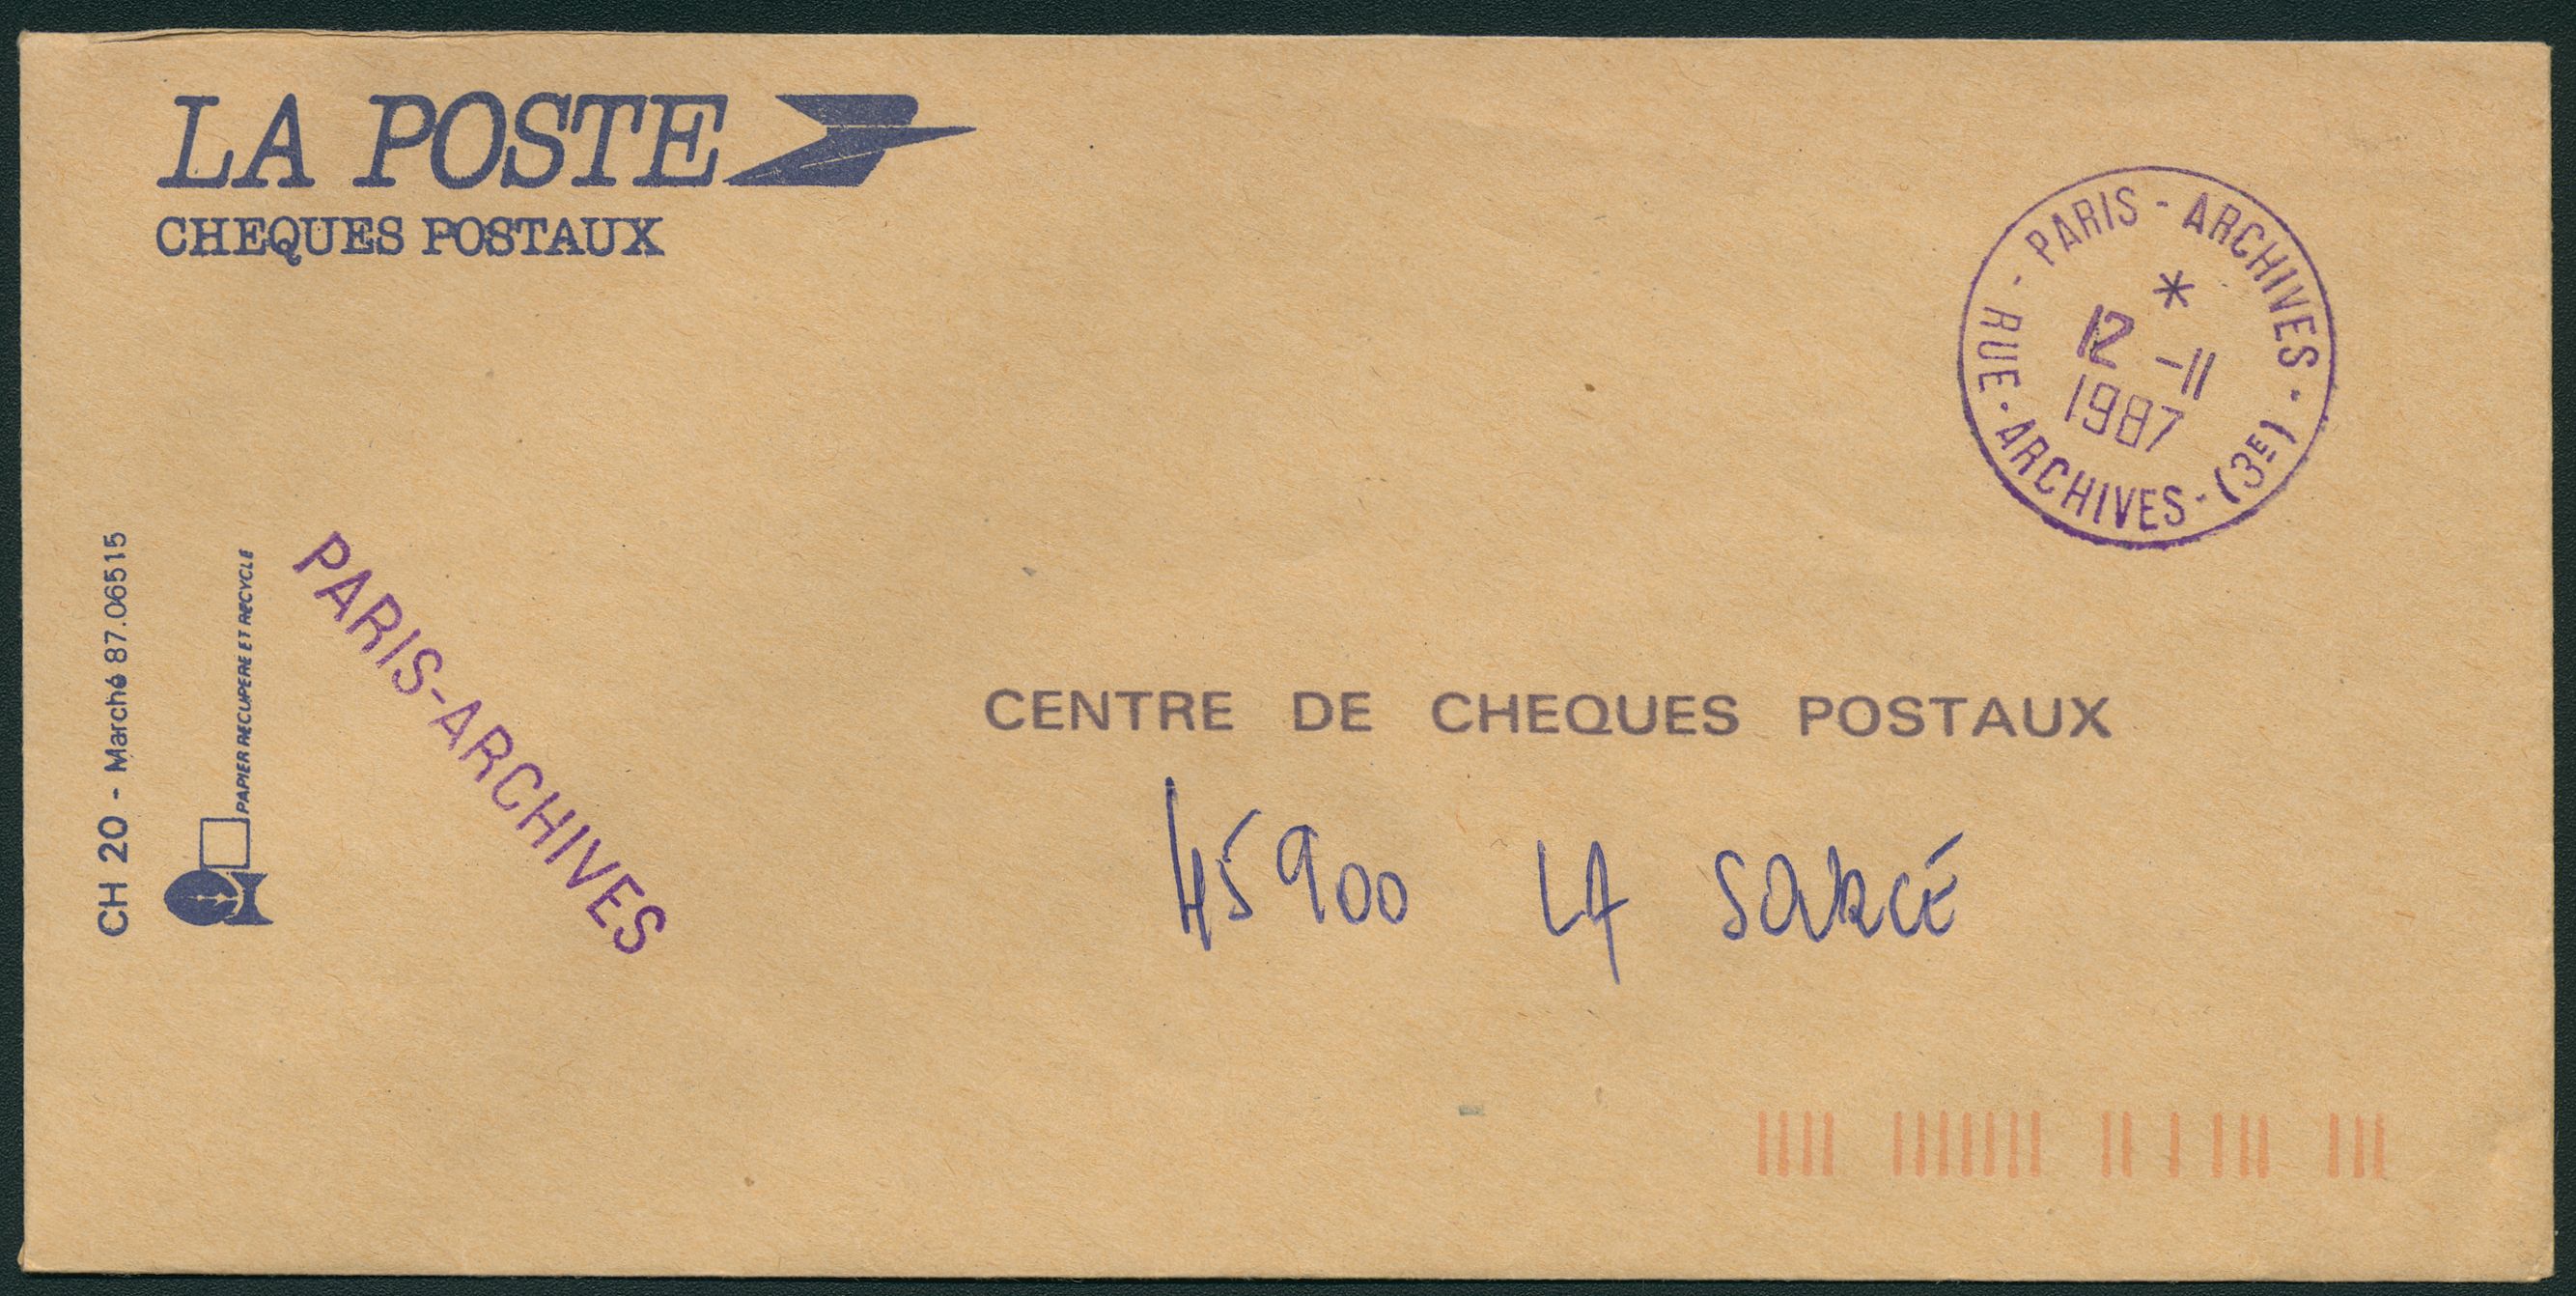 LA POSTE
CHEQUES POSTAUX
- PARIS - ARCHIVES -
*
12 -11
1987
RUE - ARCHIVES - (3E)
CH 20 - Marché 87.06515
PAPIER RECUPERE ET RECYCLE
PARIS-ARCHIVES
CENTRE DE CHEQUES POSTAUX
45900 LA SOURCE